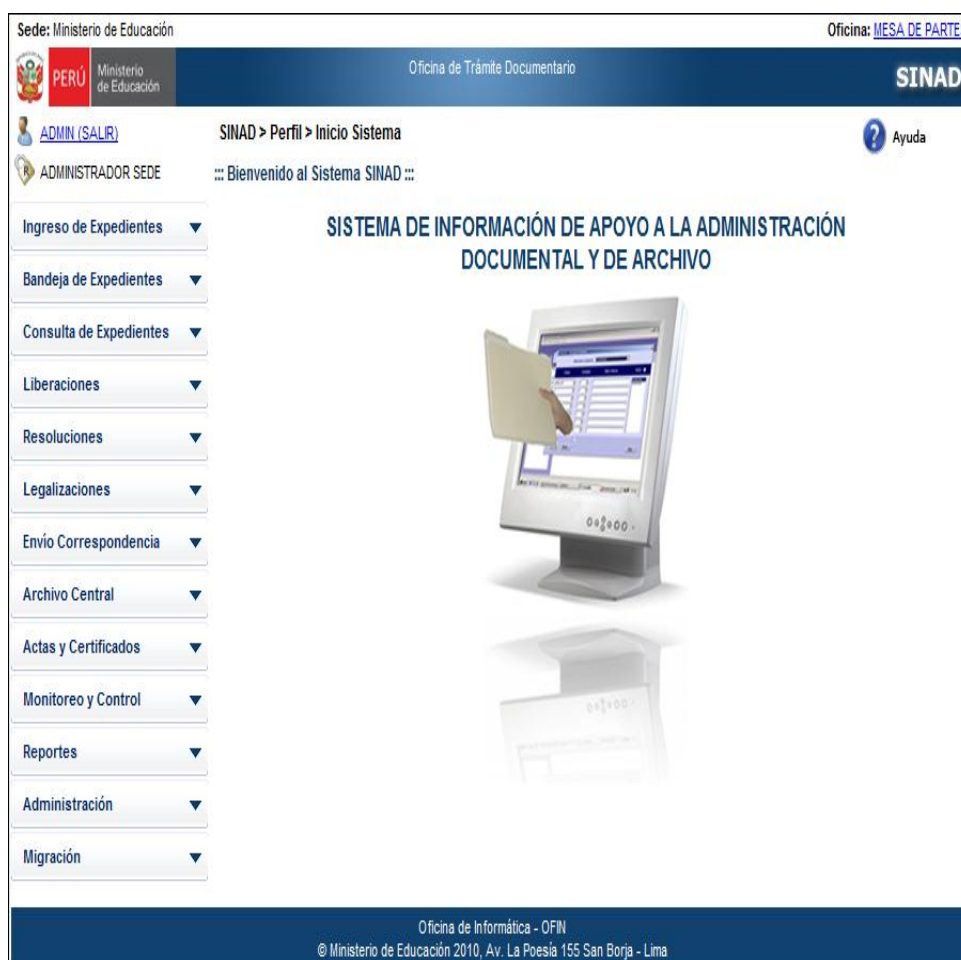 Sede: Ministerio de Educación
Oficina: MESA DE PARTE
PERÚ
Ministerio
de Educación
Oficina de Trámite Documentario
SINAD
ADMIN (SALIR)
SINAD > Perfil > Inicio Sistema
Ayuda
ADMINISTRADOR SEDE
::: Bienvenido al Sistema SINAD :::
SISTEMA DE INFORMACIÓN DE APOYO A LA ADMINISTRACIÓN
DOCUMENTAL Y DE ARCHIVO
Ingreso de Expedientes
Bandeja de Expedientes
Consulta de Expedientes
Liberaciones
Resoluciones
Legalizaciones
Envío Correspondencia
Archivo Central
Actas y Certificados
Monitoreo y Control
Reportes
Administración
Migración
Oficina de Informática - OFIN
© Ministerio de Educación 2010, Av. La Poesía 155 San Borja - Lima